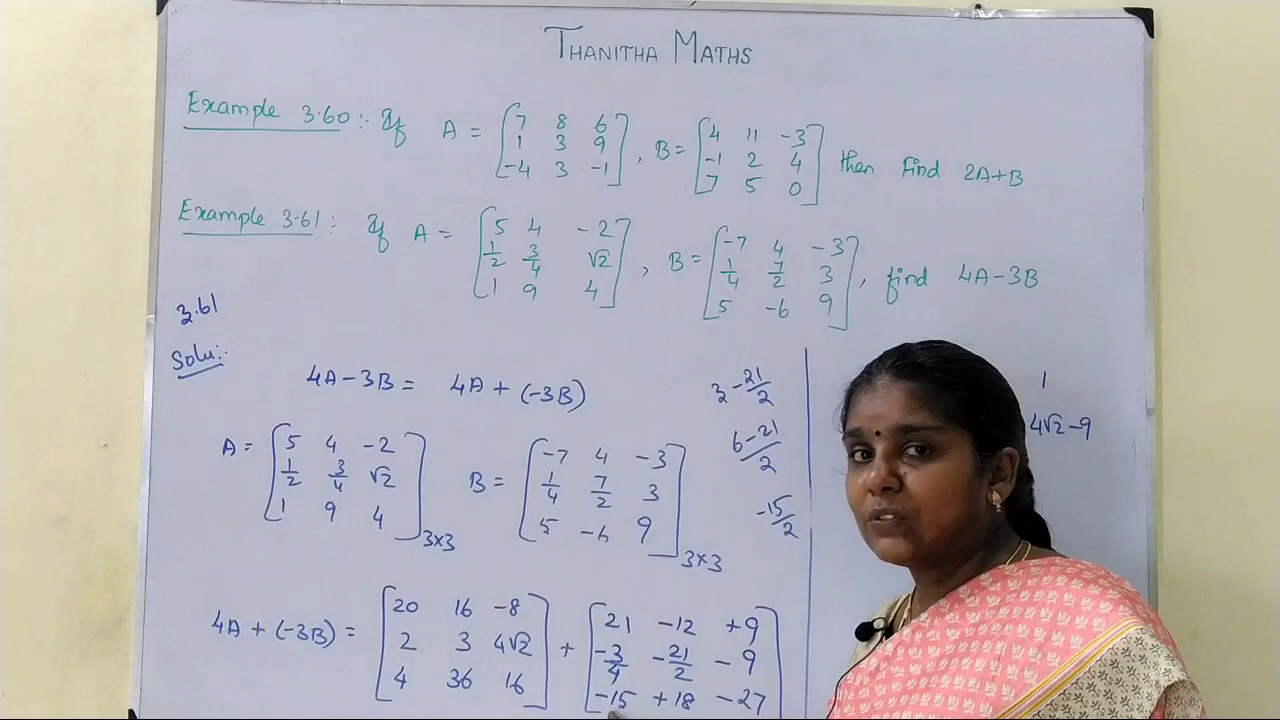 THANITHA MATHS
Example 3.60 :- If A = [7 8 6
1 3 9
-4 3 -1] , B = [4 11 -3
-1 2 4
7 5 0] then Find 2A+B
Example 3.61 : If A = [5 4 -2
1/2 3/4 √2
1 9 4] , B = [-7 4 -3
1/4 7/2 3
5 -6 9] , find 4A-3B
3.61
Solu:-
4A-3B = 4A+(-3B)
A = [5 4 -2
1/2 3/4 √2
1 9 4] 3×3
B = [-7 4 -3
1/4 7/2 3
5 -6 9] 3×3
4A+(-3B) = [20 16 -8
2 3 4√2
4 36 16] + [21 -12 +9
-3/4 -21/2 -9
-15 +18 -27]
3-21/2
6-21/2
-15/2
1
4√2-9